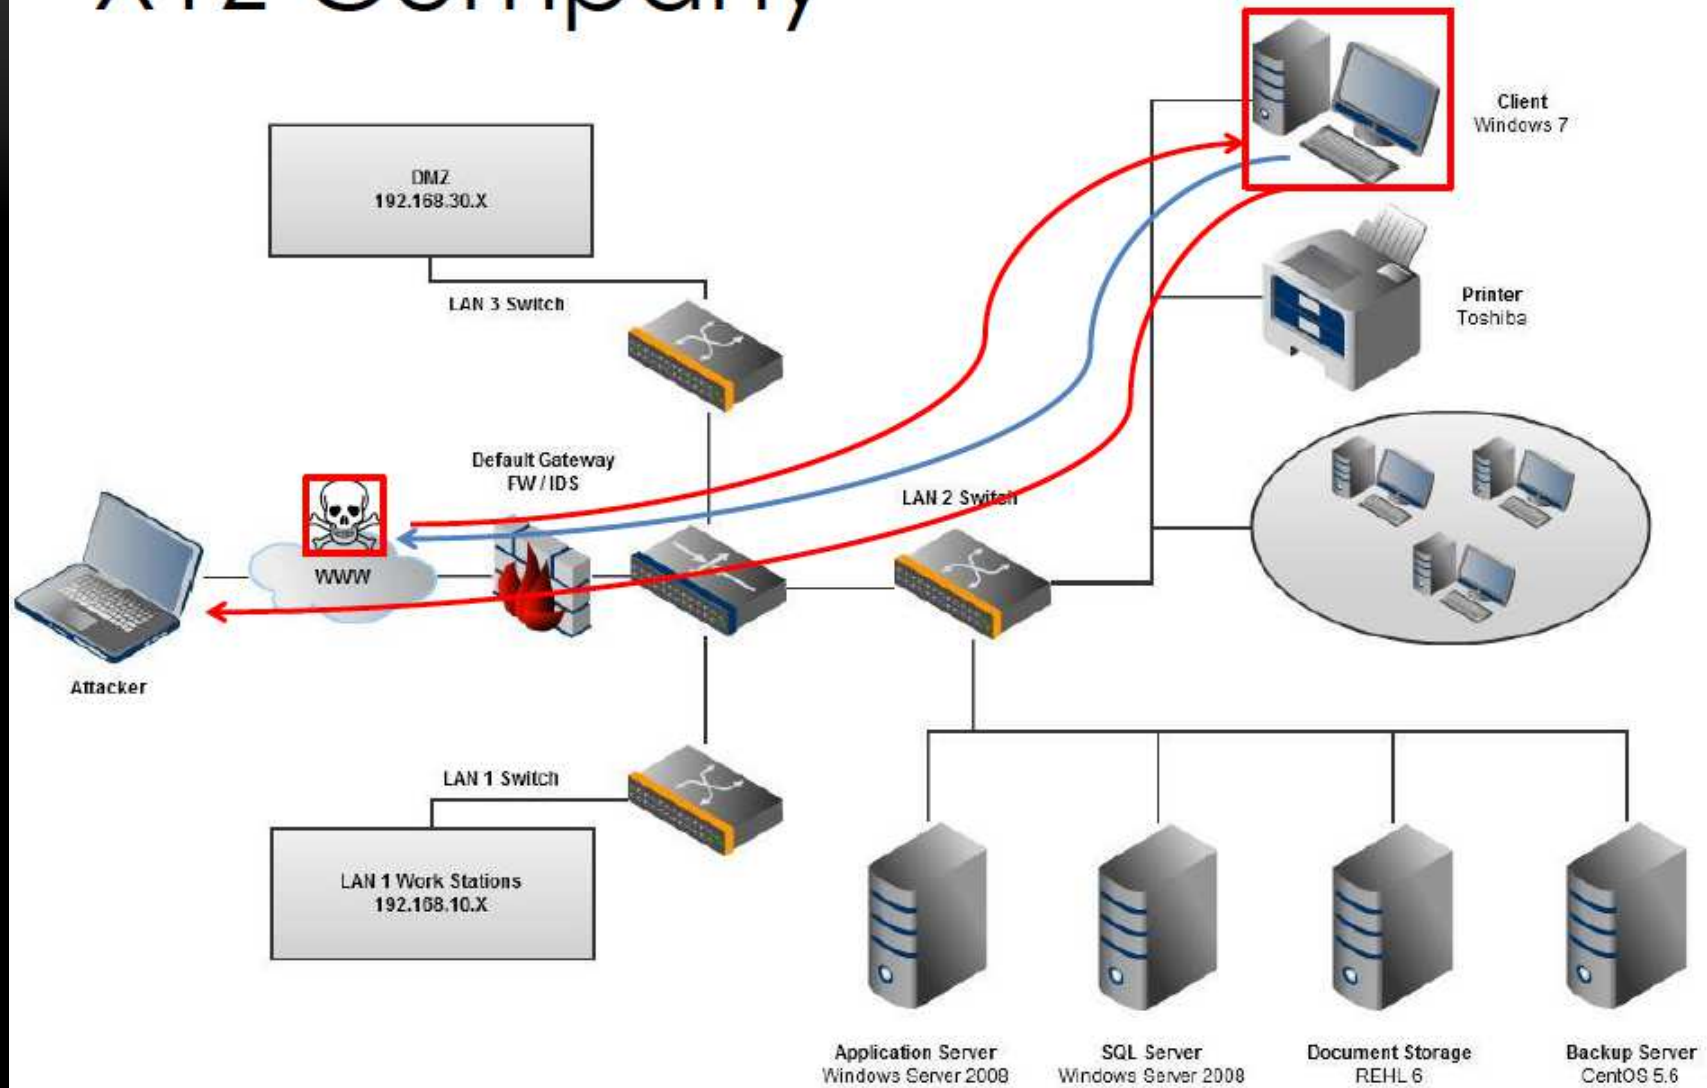 XYZ Company
Client
Windows 7
DMZ
192.168.30.X
LAN 3 Switch
Printer
Toshiba
Default Gateway
FW / IDS
LAN 2 Switch
WWW
Attacker
LAN 1 Switch
LAN 1 Work Stations
192.168.10.X
Application Server
Windows Server 2008
SQL Server
Windows Server 2008
Document Storage
REHL 6
Backup Server
CentOS 5.6